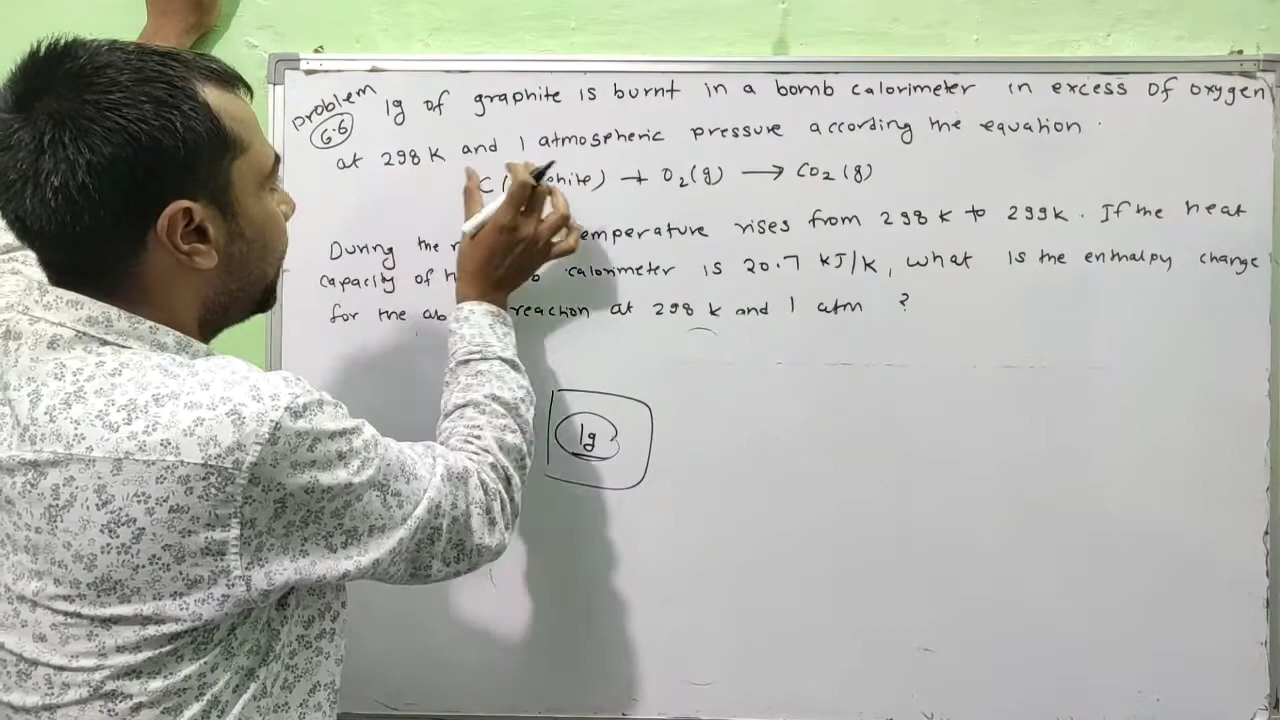 problem 1g of graphite is burnt in a bomb calorimeter in excess of oxygen
6.6
at 298 K and 1 atmospheric pressure according the equation.
C ( hite) + O₂(g) → CO₂(g)
During the emperature rises from 298 K to 299K. If the heat
capacity of calorimeter is 20.7 KJ/K, what is the enthalpy change
for the reaction at 298 K and 1 atm ?
1g